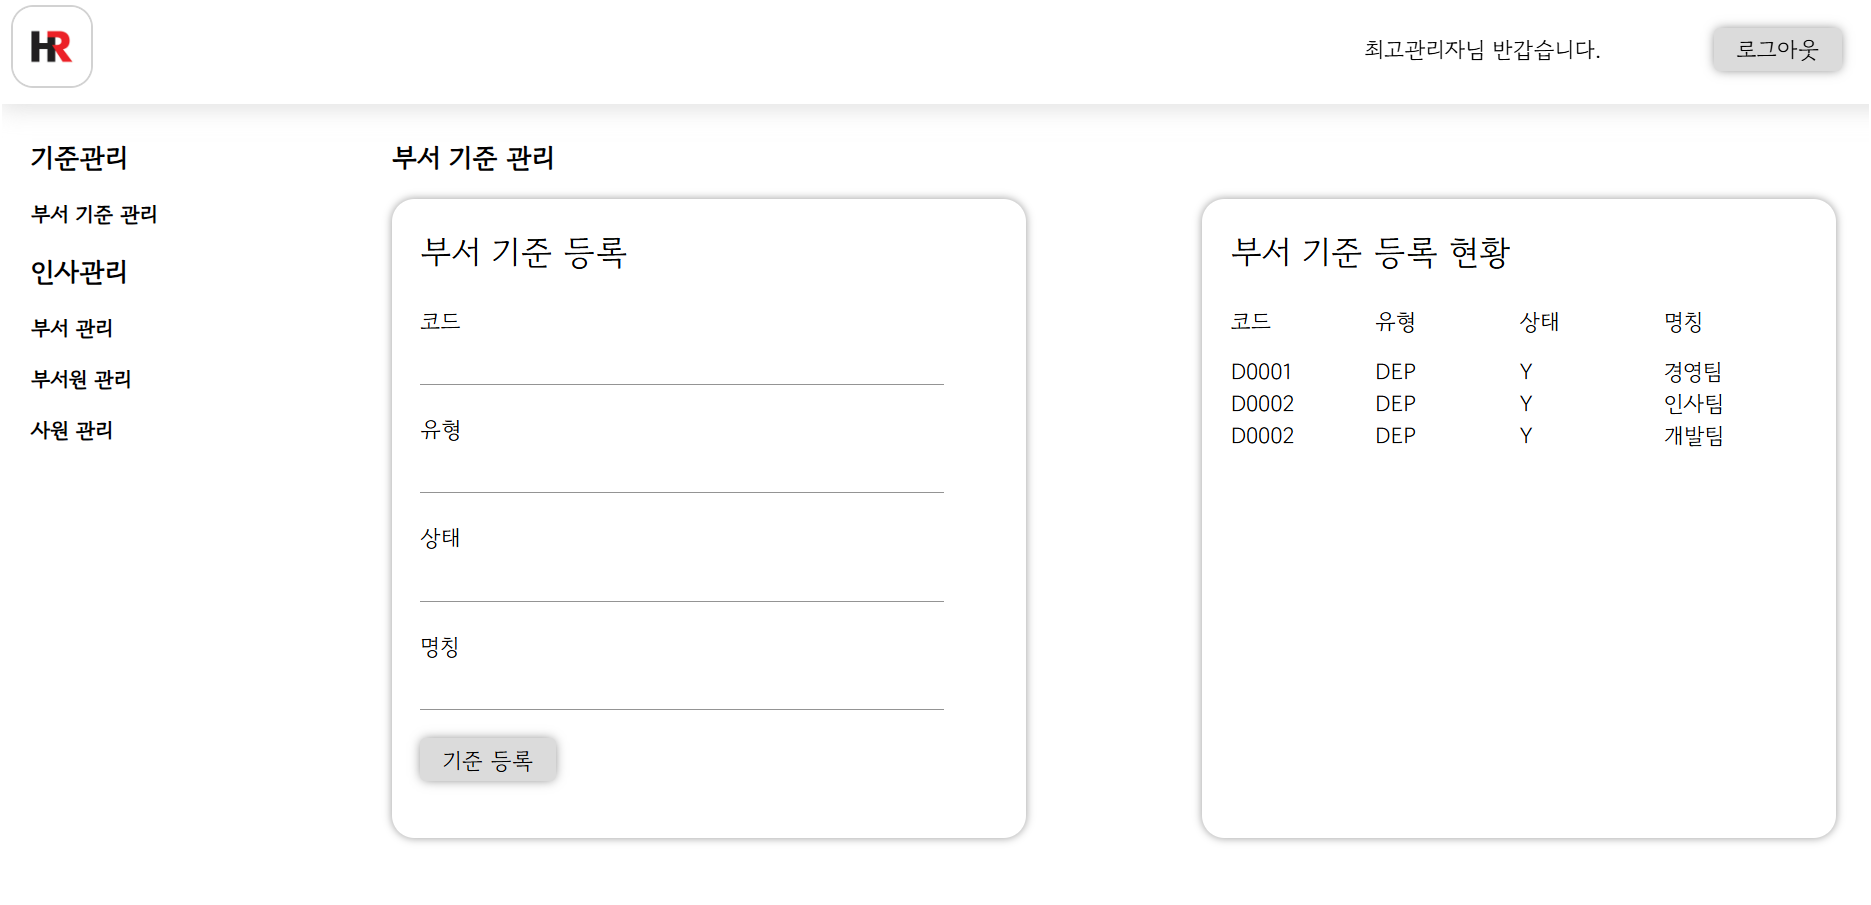 HR
최고관리자님 반갑습니다.
로그아웃
기준관리
부서 기준 관리
인사관리
부서 관리
부서원 관리
사원 관리
부서 기준 관리
부서 기준 등록
코드
유형
상태
명칭
기준 등록
부서 기준 등록 현황
코드 유형 상태 명칭
D0001 DEP Y 경영팀
D0002 DEP Y 인사팀
D0002 DEP Y 개발팀